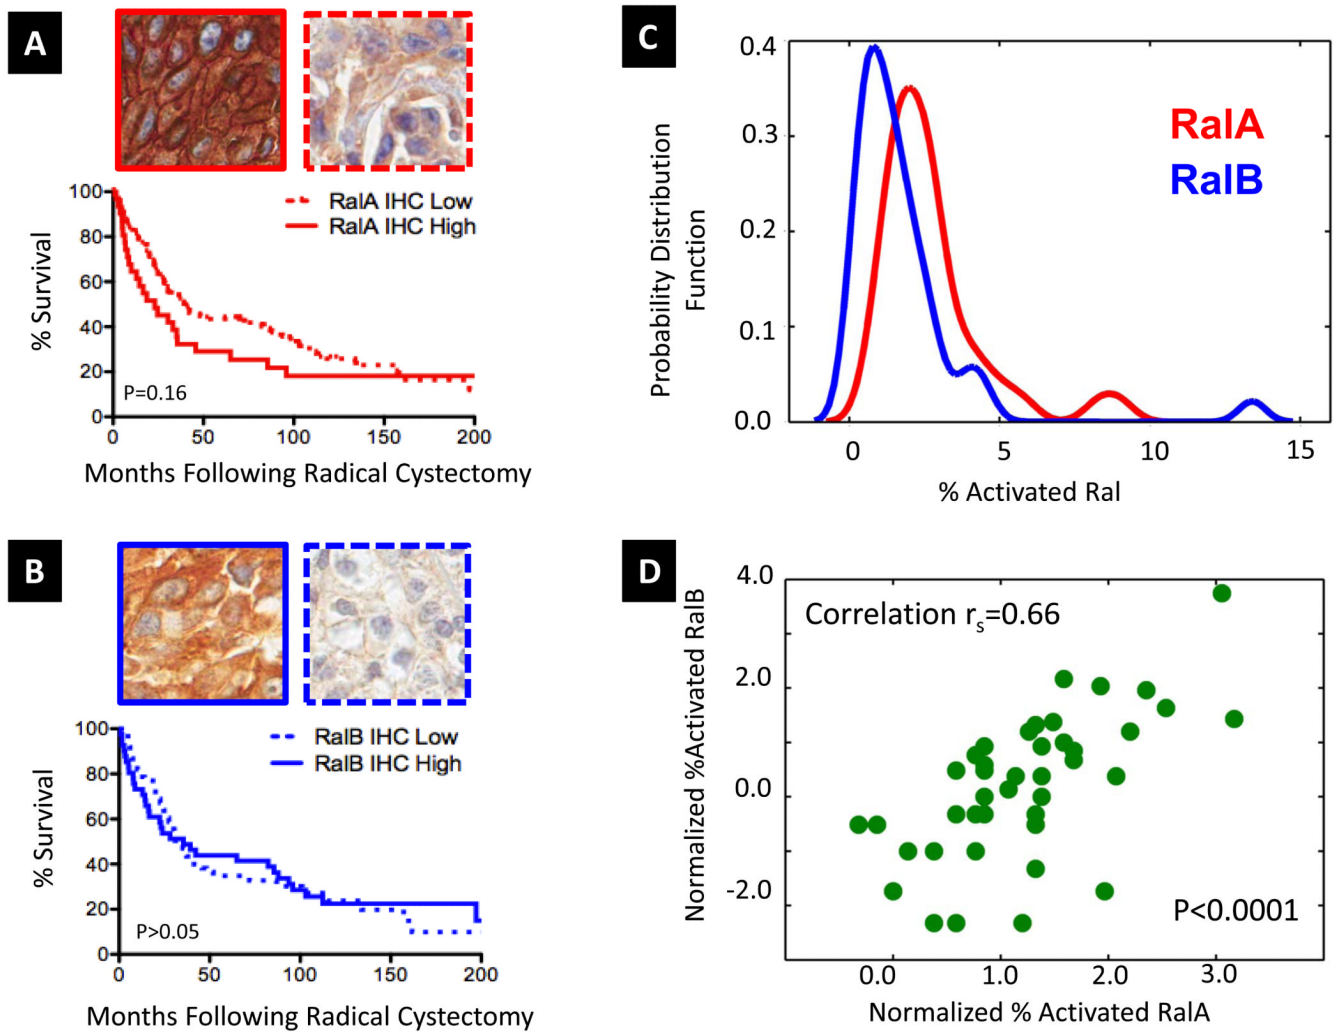 A
RalA IHC Low
RalA IHC High
100
80
60
40
20
0
% Survival
P=0.16
0 50 100 150 200
Months Following Radical Cystectomy
B
RalB IHC Low
RalB IHC High
100
80
60
40
20
0
% Survival
P>0.05
0 50 100 150 200
Months Following Radical Cystectomy
C
0.4
0.3
0.2
0.1
0.0
Probability Distribution
Function
RalA
RalB
0 5 10 15
% Activated Ral
D
4.0
2.0
0.0
-2.0
Normalized %Activated RalB
Correlation rs=0.66
P<0.0001
0.0 1.0 2.0 3.0
Normalized % Activated RalA